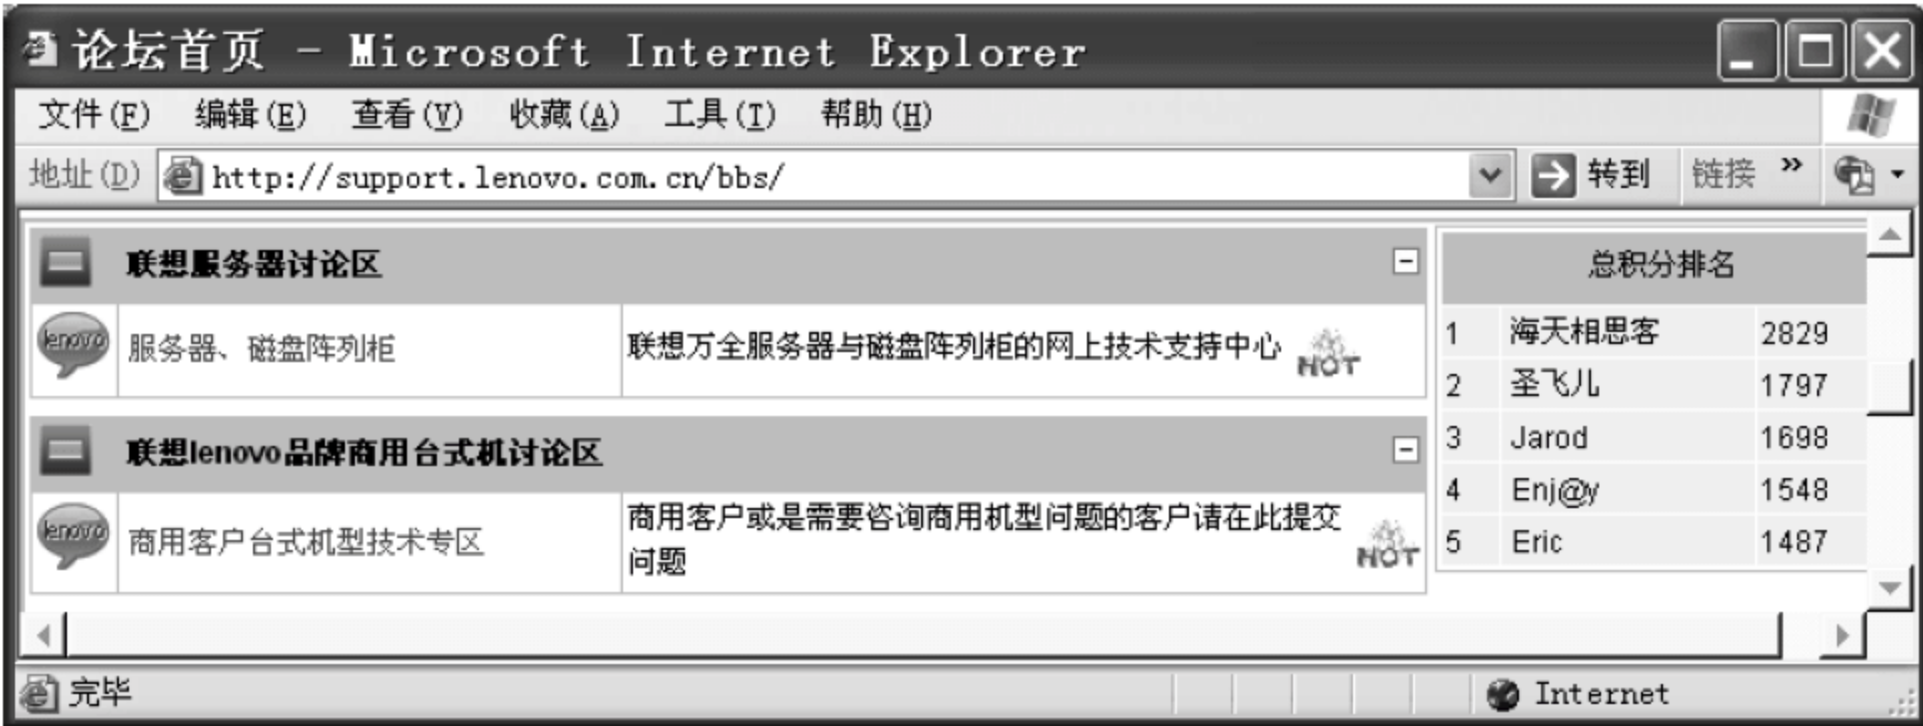 论坛首页 - Microsoft Internet Explorer
文件(F) 编辑(E) 查看(V) 收藏(A) 工具(T) 帮助(H)
地址(D) http://support.lenovo.com.cn/bbs/ 转到 链接 »
联想服务器讨论区
lenovo 服务器、磁盘阵列柜 联想万全服务器与磁盘阵列柜的网上技术支持中心 HOT
联想lenovo品牌商用台式机讨论区
lenovo 商用客户台式机型技术专区 商用客户或是需要咨询商用机型问题的客户请在此提交
问题 HOT
总积分排名
1 海天相思客 2829
2 圣飞儿 1797
3 Jarod 1698
4 Enj@y 1548
5 Eric 1487
完毕 Internet